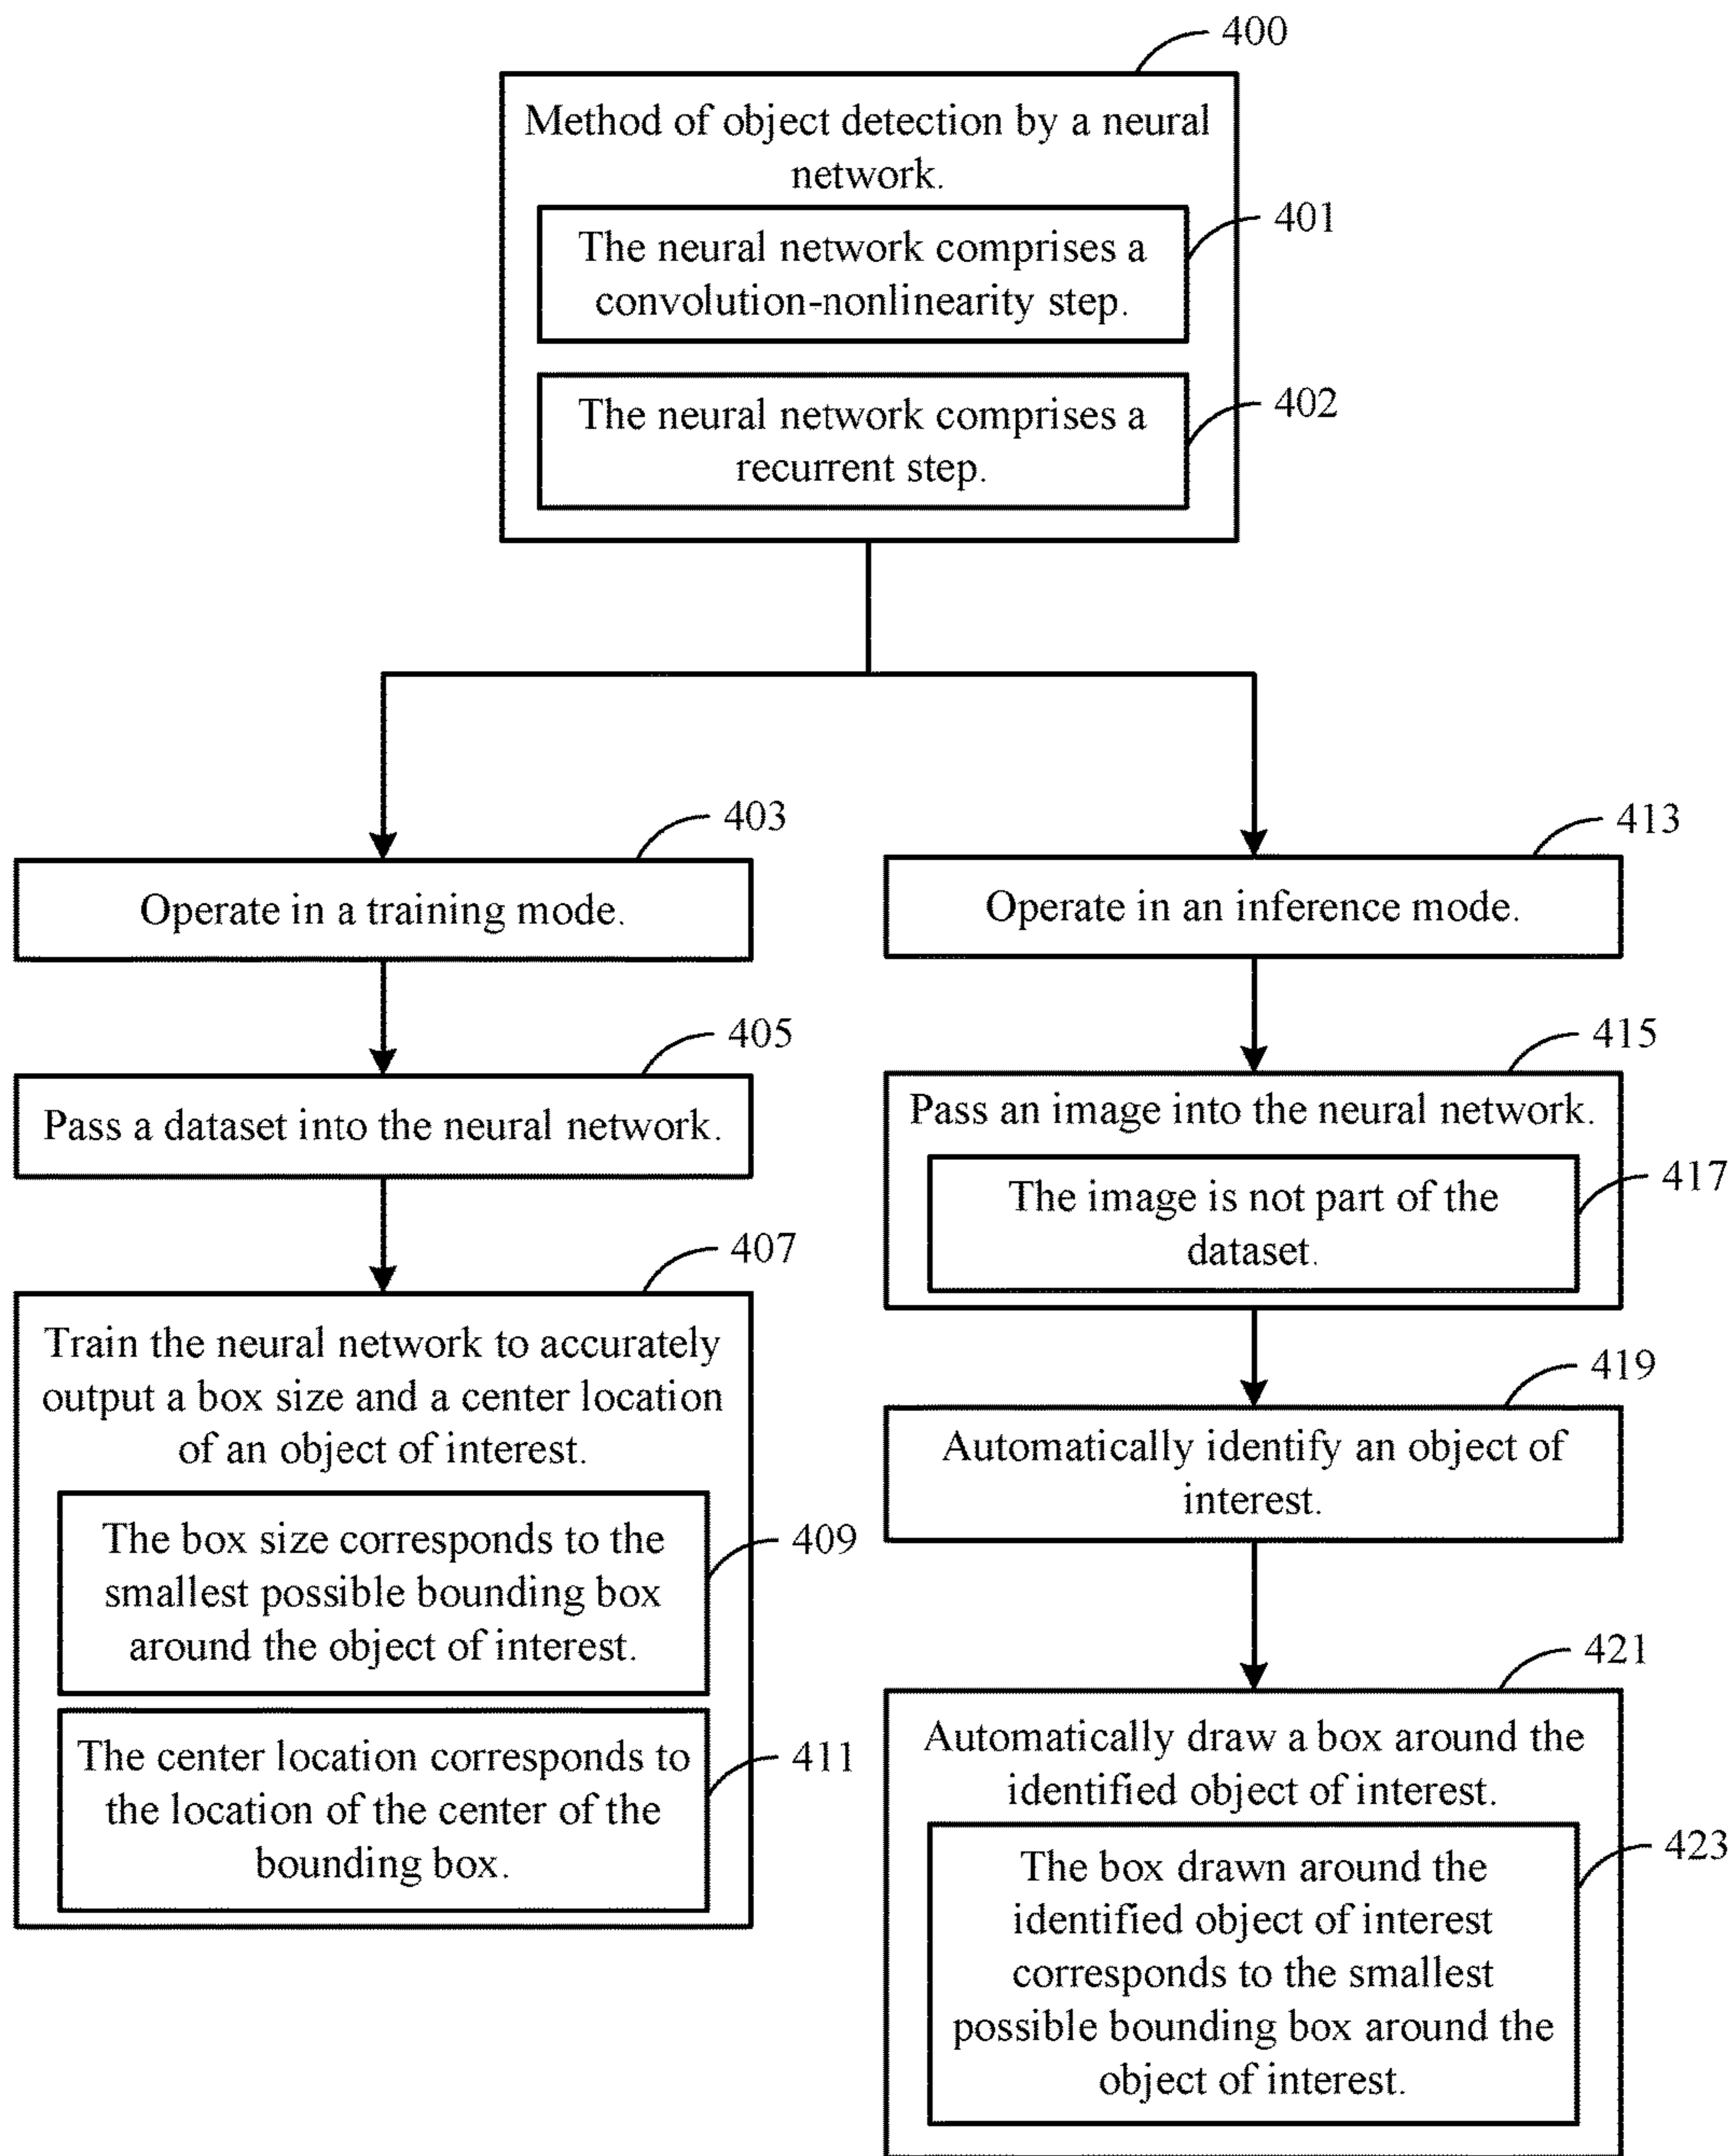 400
Method of object detection by a neural
network.
401
The neural network comprises a
convolution-nonlinearity step.
402
The neural network comprises a
recurrent step.
403
Operate in a training mode.
405
Pass a dataset into the neural network.
407
Train the neural network to accurately
output a box size and a center location
of an object of interest.
409
The box size corresponds to the
smallest possible bounding box
around the object of interest.
411
The center location corresponds to
the location of the center of the
bounding box.
413
Operate in an inference mode.
415
Pass an image into the neural network.
417
The image is not part of the
dataset.
419
Automatically identify an object of
interest.
421
Automatically draw a box around the
identified object of interest.
423
The box drawn around the
identified object of interest
corresponds to the smallest
possible bounding box around the
object of interest.